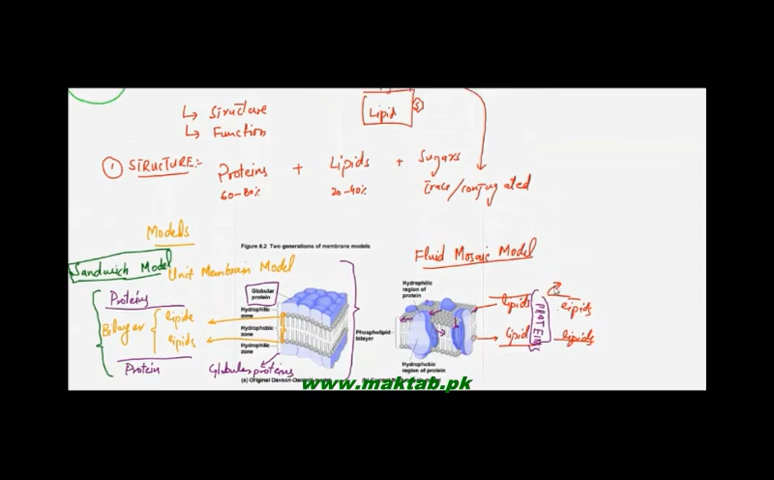 Lipid
↳ Structure
↳ Function
① STRUCTURE:- Proteins + Lipids + Sugars
60-80% 20-40% Trace/conjugated
Models
Figure 8.2 Two generations of membrane models
Fluid Mosaic Model
Sandwich Model Unit Membrain Model
Globular
protein
Hydrophilic
zone
Hydrophobic
zone
Hydrophilic
zone
Proteins
Bilayer
lipids
lipids
Protein
Globular proteins
(a) Original Davson-Danielli
Phospholipid
bilayer
Hydrophilic
region of
protein
Hydrophobic
region of protein
lipids
lipid
PROTEINS
lipids
lipids
www.maktab.pk